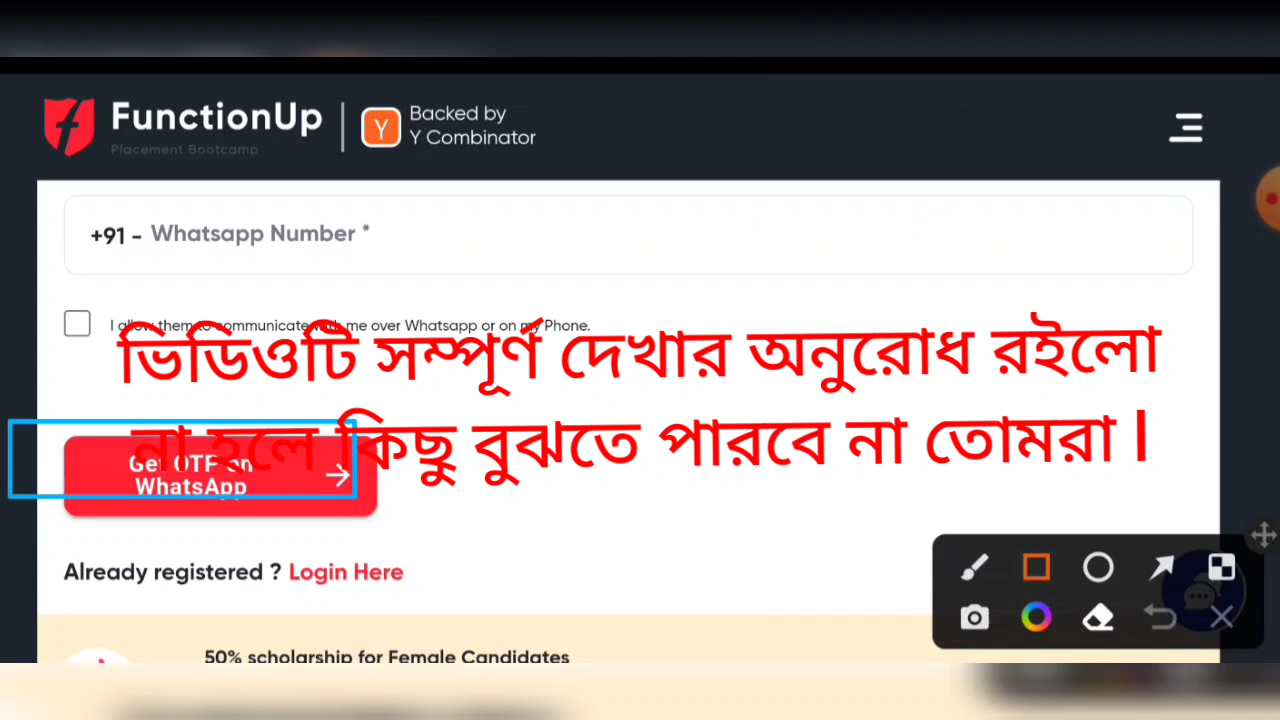 FunctionUp
Placement Bootcamp
Backed by
Y Combinator
+91 - Whatsapp Number *
I allow them to communicate with me over Whatsapp or on my Phone.
ভিডিওটি সম্পূর্ণ দেখার অনুরোধ রইলো
না হলে কিছু বুঝতে পারবে না তোমরা।
Get OTP on
WhatsApp
Already registered ? Login Here
50% scholarship for Female Candidates